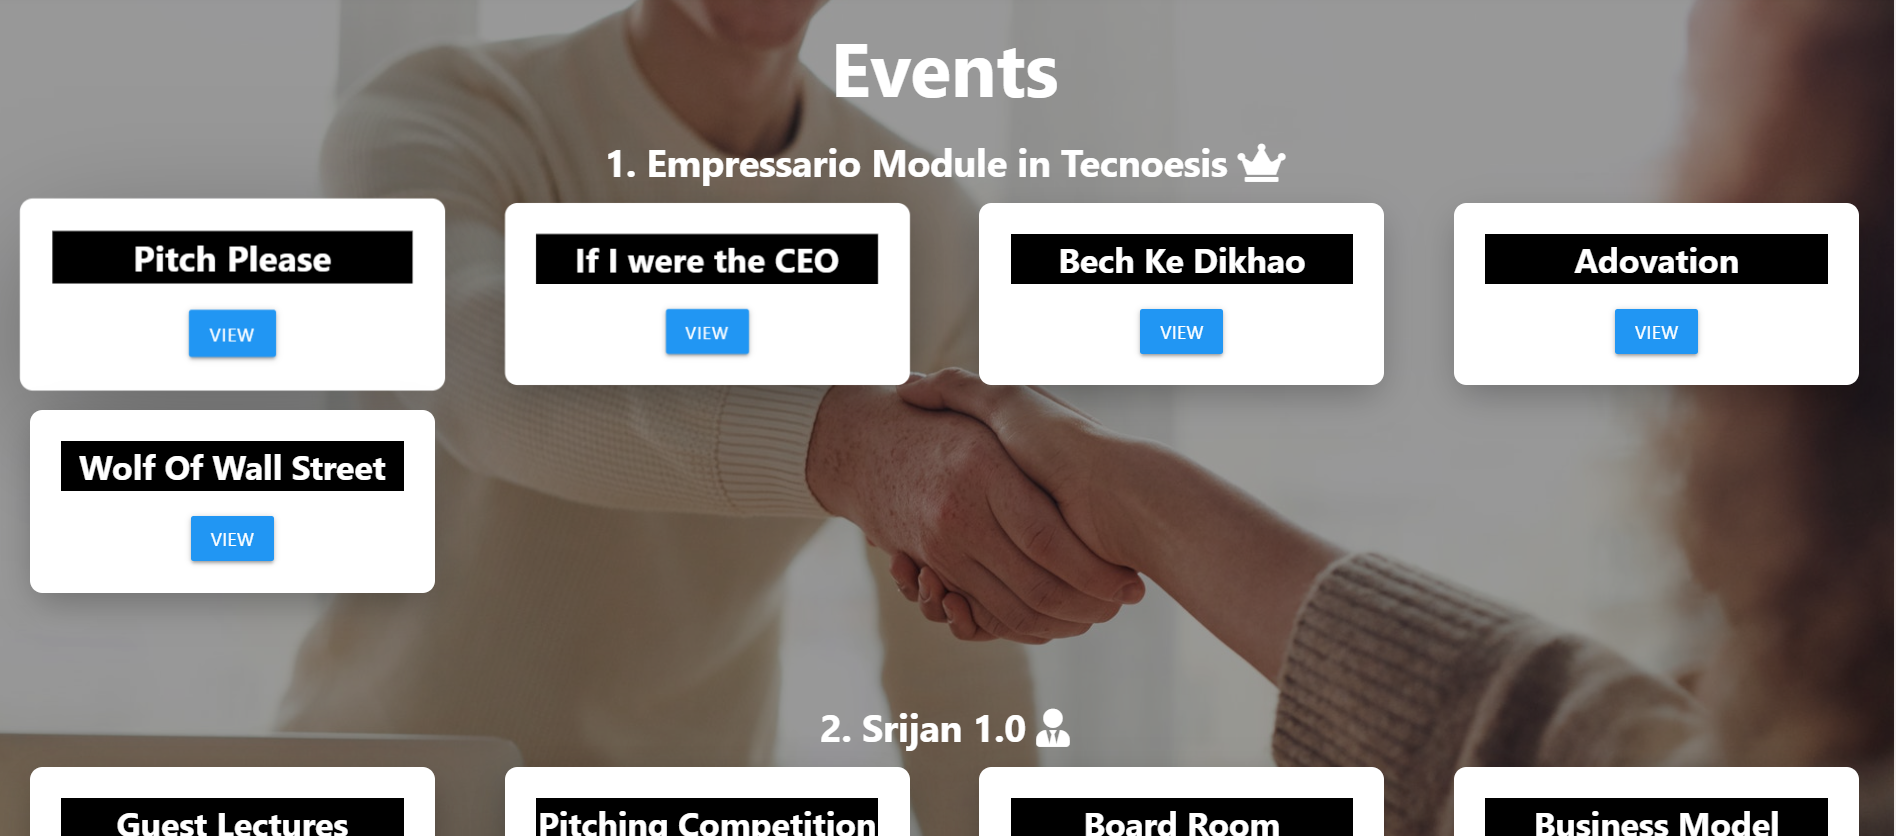 Events
1. Empressario Module in Tecnoesis
Pitch Please
VIEW
If I were the CEO
VIEW
Bech Ke Dikhao
VIEW
Adovation
VIEW
Wolf Of Wall Street
VIEW
2. Srijan 1.0
Guest Lectures
Pitching Competition
Board Room
Business Model